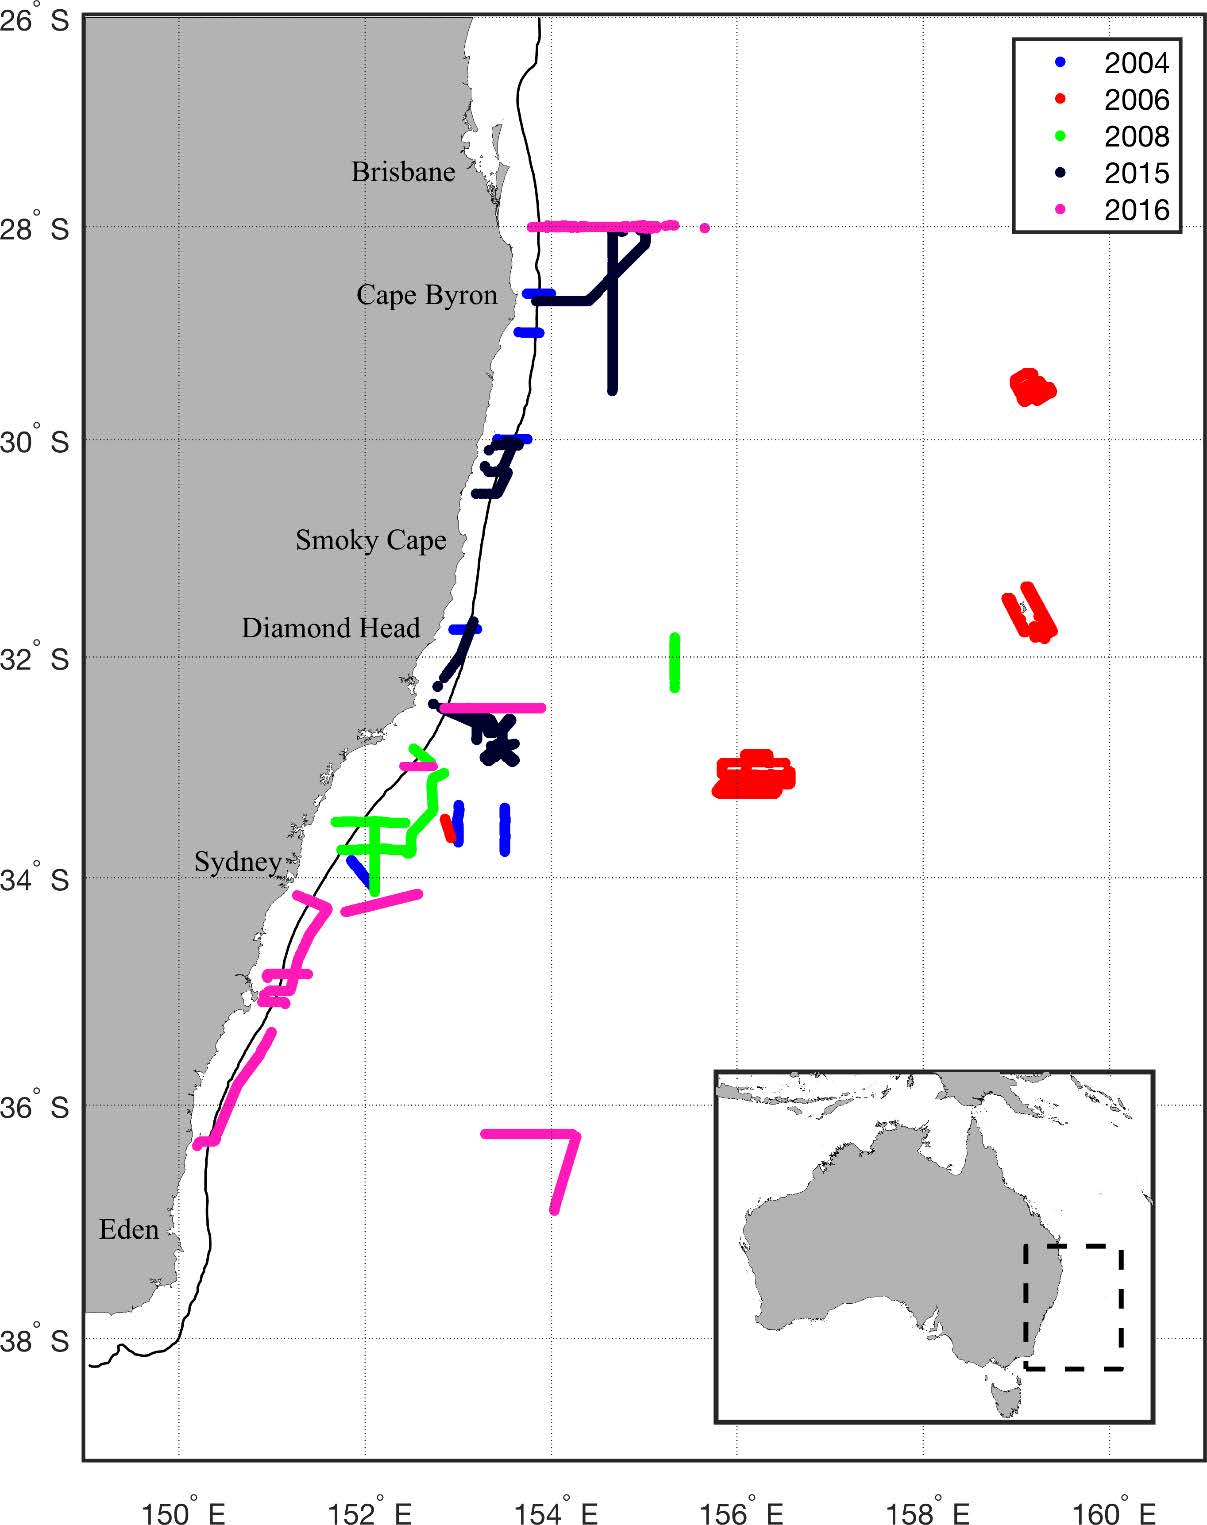 26° S
2004
2006
2008
2015
2016
Brisbane
28° S
Cape Byron
30° S
Smoky Cape
Diamond Head
32° S
Sydney
34° S
36° S
Eden
38° S
150° E 152° E 154° E 156° E 158° E 160° E